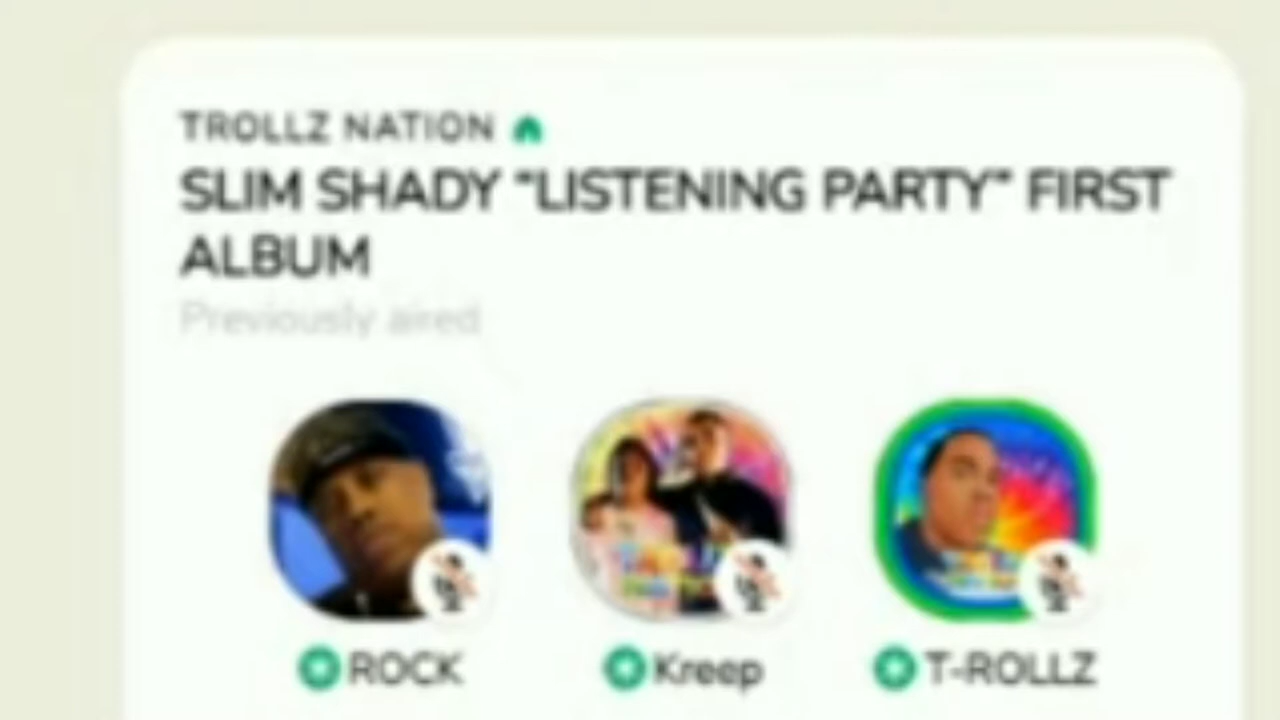 TROLLZ NATION
SLIM SHADY “LISTENING PARTY” FIRST
ALBUM
Previously aired
ROCK
Kreep
T-ROLLZ